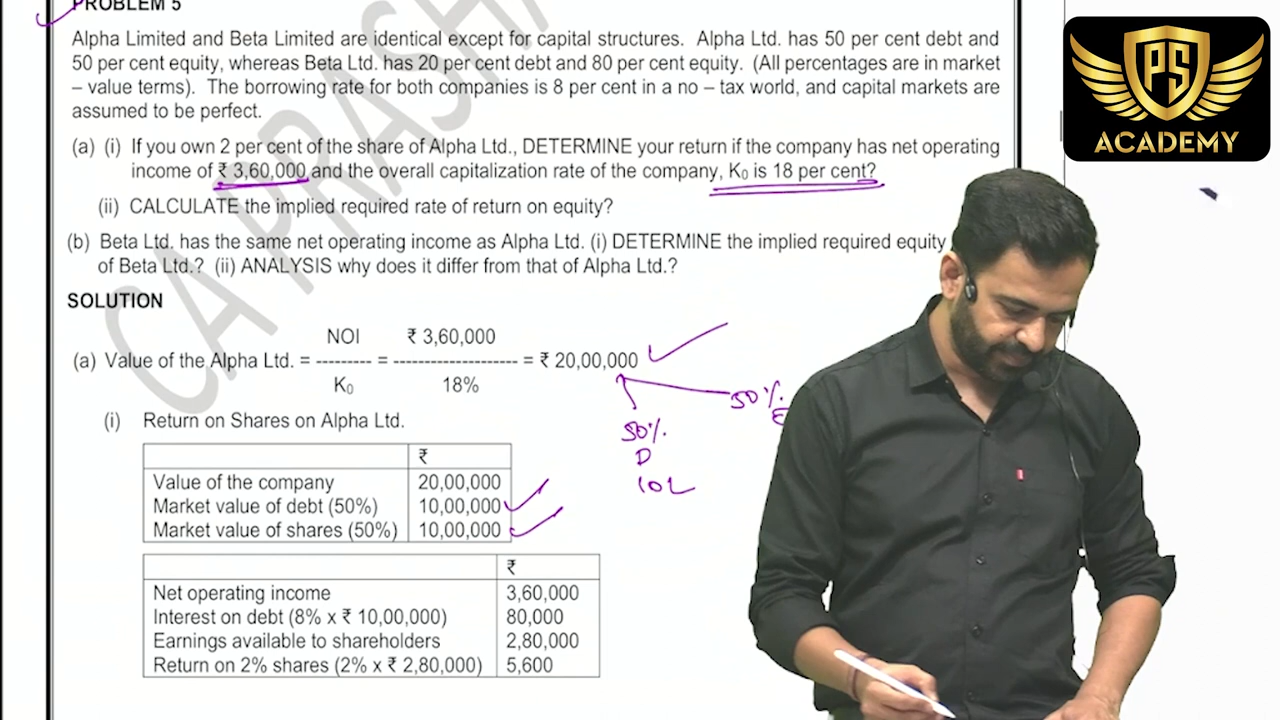 PROBLEM 5
Alpha Limited and Beta Limited are identical except for capital structures. Alpha Ltd. has 50 per cent debt and
50 per cent equity, whereas Beta Ltd. has 20 per cent debt and 80 per cent equity. (All percentages are in market
– value terms). The borrowing rate for both companies is 8 per cent in a no – tax world, and capital markets are
assumed to be perfect.
(a) (i) If you own 2 per cent of the share of Alpha Ltd., DETERMINE your return if the company has net operating
income of ₹ 3,60,000 and the overall capitalization rate of the company, K0 is 18 per cent?
(ii) CALCULATE the implied required rate of return on equity?
(b) Beta Ltd. has the same net operating income as Alpha Ltd. (i) DETERMINE the implied required equity
of Beta Ltd.? (ii) ANALYSIS why does it differ from that of Alpha Ltd.?
SOLUTION
NOI ₹ 3,60,000
(a) Value of the Alpha Ltd. = --------- = -------------------- = ₹ 20,00,000
K0 18%
50%
E
(i) Return on Shares on Alpha Ltd.
50%
D
10L
₹
Value of the company 20,00,000
Market value of debt (50%) 10,00,000
Market value of shares (50%) 10,00,000
₹
Net operating income 3,60,000
Interest on debt (8% x ₹ 10,00,000) 80,000
Earnings available to shareholders 2,80,000
Return on 2% shares (2% x ₹ 2,80,000) 5,600
CA PRASHA
PS
ACADEMY